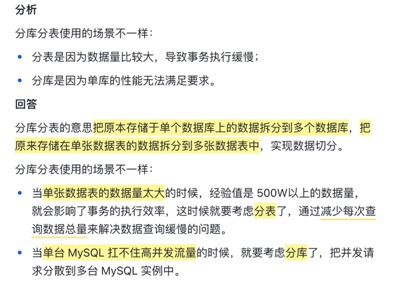 分析
分库分表使用的场景不一样：
分表是因为数据量比较大，导致事务执行缓慢；
分库是因为单库的性能无法满足要求。
回答
分库分表的意思把原本存储于单个数据库上的数据拆分到多个数据库，把
原来存储在单张数据表的数据拆分到多张数据表中，实现数据切分。
分库分表使用的场景不一样：
当单张数据表的数据量太大的时候，经验值是 500W以上的数据量，
就会影响了事务的执行效率，这时候就要考虑分表了，通过减少每次查
询数据总量来解决数据查询缓慢的问题。
当单台 MySQL 扛不住高并发流量的时候，就要考虑分库了，把并发请
求分散到多台 MySQL 实例中。